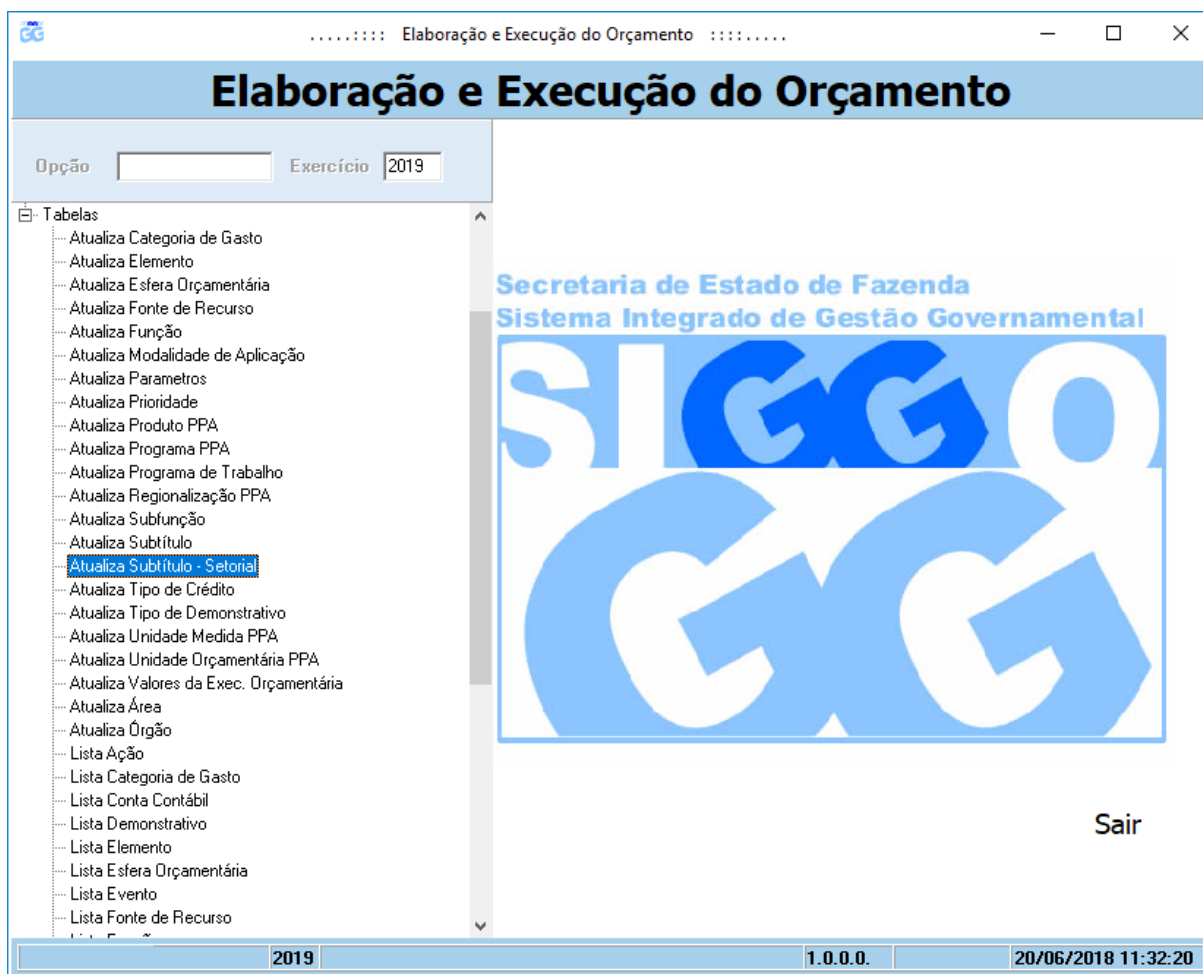 .....:::: Elaboração e Execução do Orçamento ::::.....
Elaboração e Execução do Orçamento
Opção Exercício 2019
Tabelas
Atualiza Categoria de Gasto
Atualiza Elemento
Atualiza Esfera Orçamentária
Atualiza Fonte de Recurso
Atualiza Função
Atualiza Modalidade de Aplicação
Atualiza Parametros
Atualiza Prioridade
Atualiza Produto PPA
Atualiza Programa PPA
Atualiza Programa de Trabalho
Atualiza Regionalização PPA
Atualiza Subfunção
Atualiza Subtítulo
Atualiza Subtítulo - Setorial
Atualiza Tipo de Crédito
Atualiza Tipo de Demonstrativo
Atualiza Unidade Medida PPA
Atualiza Unidade Orçamentária PPA
Atualiza Valores da Exec. Orçamentária
Atualiza Área
Atualiza Órgão
Lista Ação
Lista Categoria de Gasto
Lista Conta Contábil
Lista Demonstrativo
Lista Elemento
Lista Esfera Orçamentária
Lista Evento
Lista Fonte de Recurso
Secretaria de Estado de Fazenda
Sistema Integrado de Gestão Governamental
SIGGO
GG
Sair
2019 1.0.0.0. 20/06/2018 11:32:20